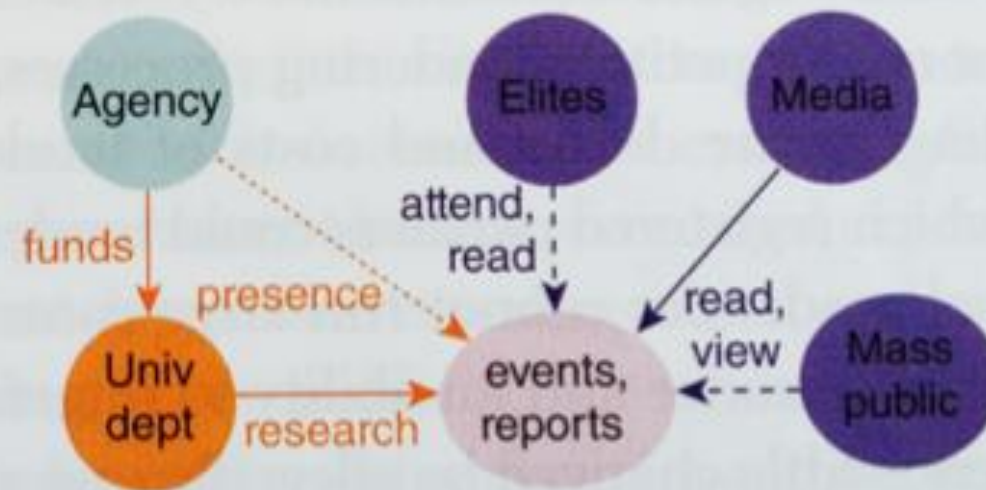 Agency
Elites
Media
funds
attend,
read
presence
read,
view
Univ
dept
research
events,
reports
Mass
public